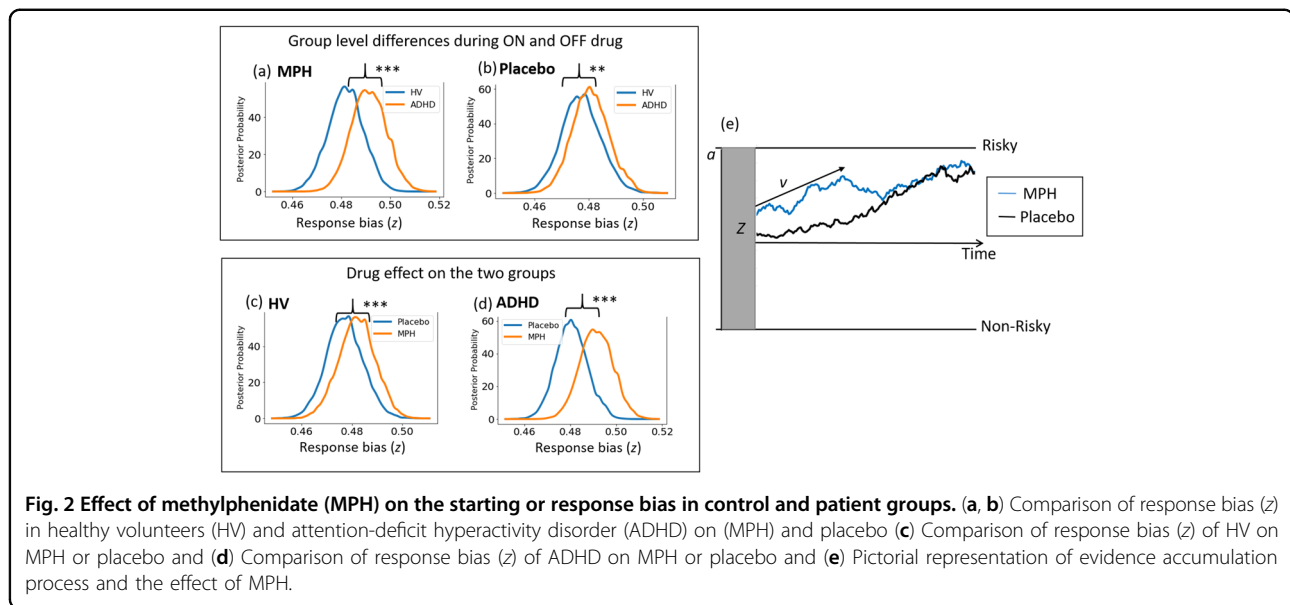 Group level differences during ON and OFF drug
(a) MPH
***
HV
ADHD
Posterior Probability
40
20
0
0.46
0.48
0.50
0.52
Response bias (z)
(b) Placebo
**
HV
ADHD
Posterior Probability
60
40
20
0
0.46
0.48
0.50
Response bias (z)
Drug effect on the two groups
(c) HV
***
Placebo
MPH
Posterior Probability
40
20
0
0.46
0.48
0.50
Response bias (z)
(d) ADHD
***
Placebo
MPH
Posterior Probability
60
40
20
0
0.46
0.48
0.50
0.52
Response bias (z)
(e)
a
Risky
v
Z
Time
Non-Risky
MPH
Placebo
Fig. 2 Effect of methylphenidate (MPH) on the starting or response bias in control and patient groups. (a, b) Comparison of response bias (z)
in healthy volunteers (HV) and attention-deficit hyperactivity disorder (ADHD) on (MPH) and placebo (c) Comparison of response bias (z) of HV on
MPH or placebo and (d) Comparison of response bias (z) of ADHD on MPH or placebo and (e) Pictorial representation of evidence accumulation
process and the effect of MPH.